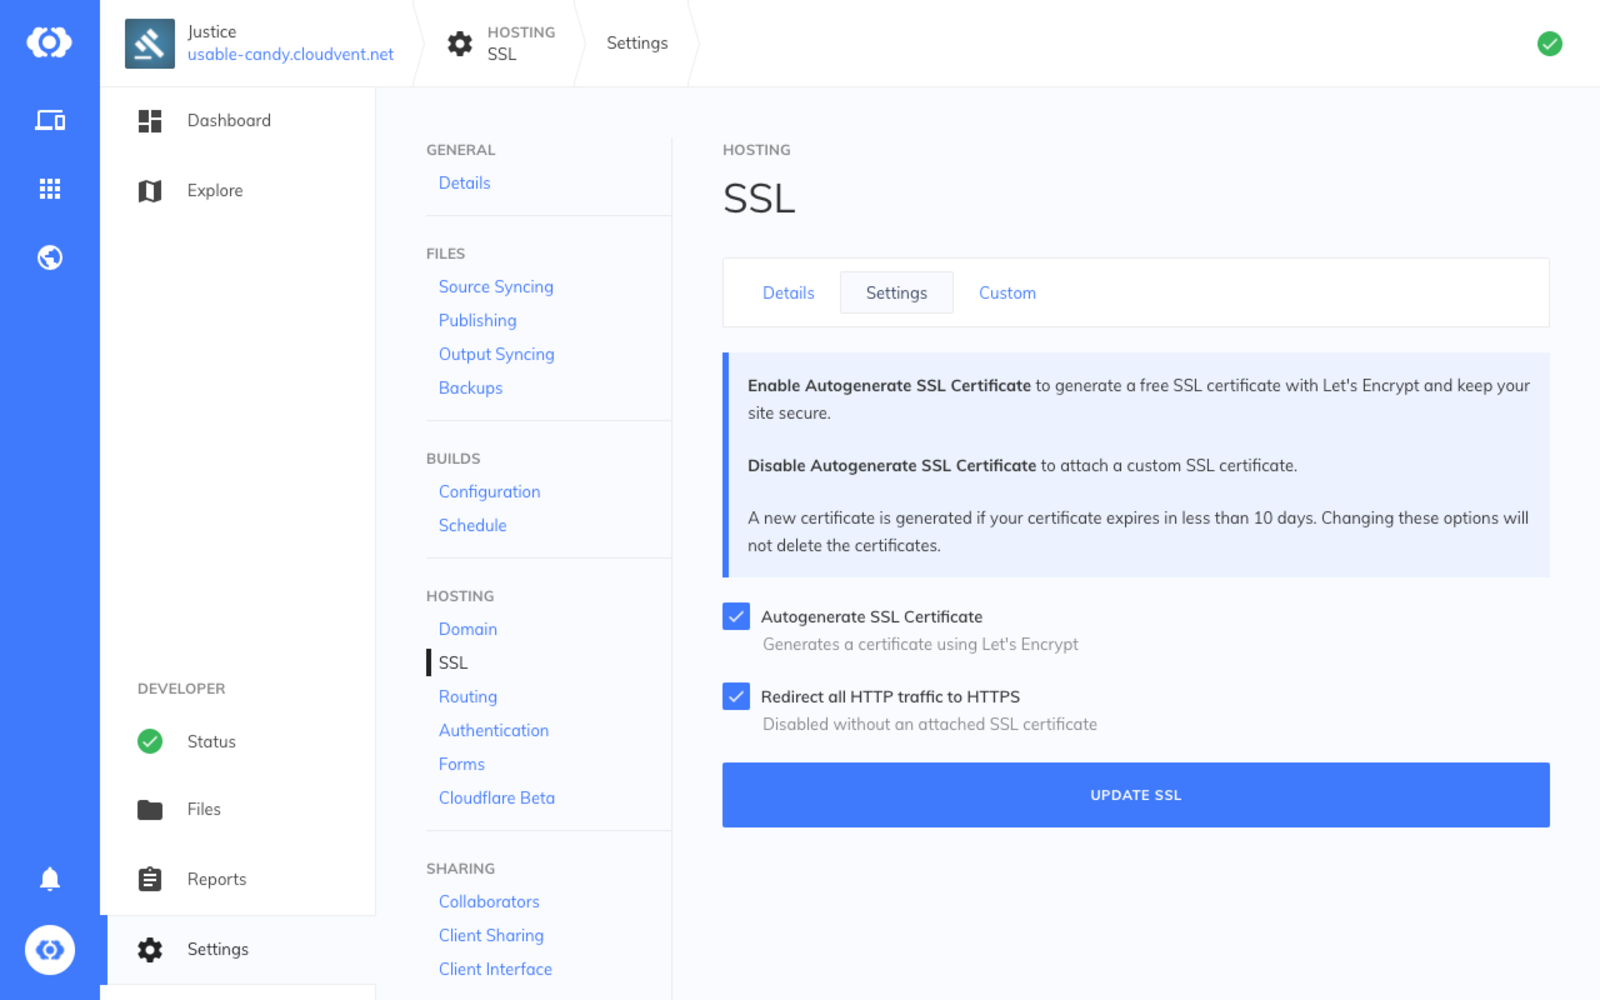 Justice
usable-candy.cloudvent.net
HOSTING
SSL
Settings
Dashboard
Explore
DEVELOPER
Status
Files
Reports
Settings
GENERAL
Details
FILES
Source Syncing
Publishing
Output Syncing
Backups
BUILDS
Configuration
Schedule
HOSTING
Domain
SSL
Routing
Authentication
Forms
Cloudflare Beta
SHARING
Collaborators
Client Sharing
Client Interface
HOSTING
SSL
Details
Settings
Custom
Enable Autogenerate SSL Certificate to generate a free SSL certificate with Let's Encrypt and keep your
site secure.
Disable Autogenerate SSL Certificate to attach a custom SSL certificate.
A new certificate is generated if your certificate expires in less than 10 days. Changing these options will
not delete the certificates.
Autogenerate SSL Certificate
Generates a certificate using Let's Encrypt
Redirect all HTTP traffic to HTTPS
Disabled without an attached SSL certificate
UPDATE SSL